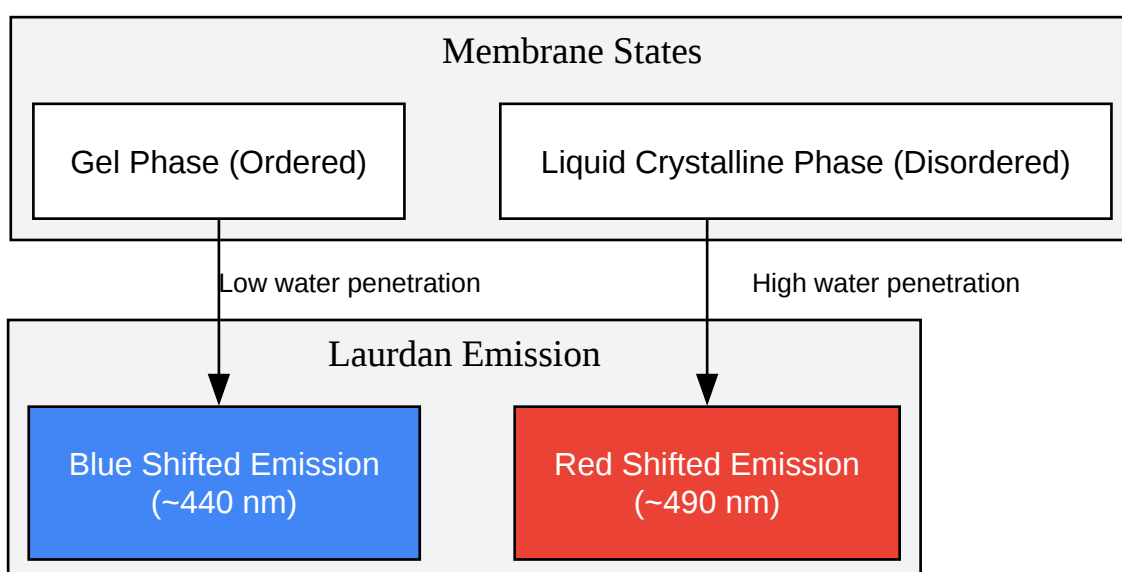 Membrane States
Gel Phase (Ordered)
Liquid Crystalline Phase (Disordered)
Low water penetration
High water penetration
Laurdan Emission
Blue Shifted Emission
(~440 nm)
Red Shifted Emission
(~490 nm)